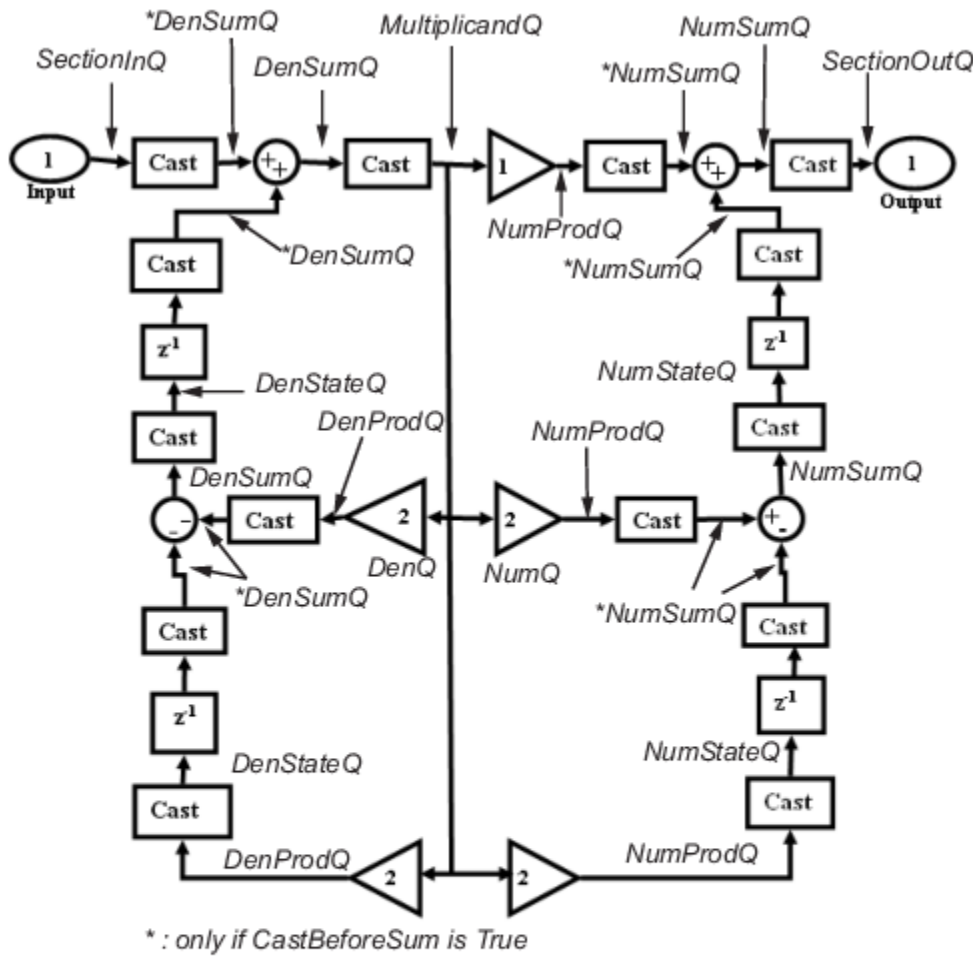 *DenSumQ
MultiplicandQ
NumSumQ
SectionInQ
DenSumQ
*NumSumQ
SectionOutQ
1
Cast
++
Cast
1
Cast
++
Cast
1
Input
NumProdQ
Output
*DenSumQ
*NumSumQ
Cast
Cast
z-1
z-1
DenStateQ
NumStateQ
DenProdQ
NumProdQ
Cast
Cast
DenSumQ
NumSumQ
--
Cast
2
2
Cast
+-
DenQ
NumQ
*DenSumQ
*NumSumQ
Cast
Cast
z-1
z-1
DenStateQ
NumStateQ
Cast
Cast
DenProdQ
2
2
NumProdQ
* : only if CastBeforeSum is True